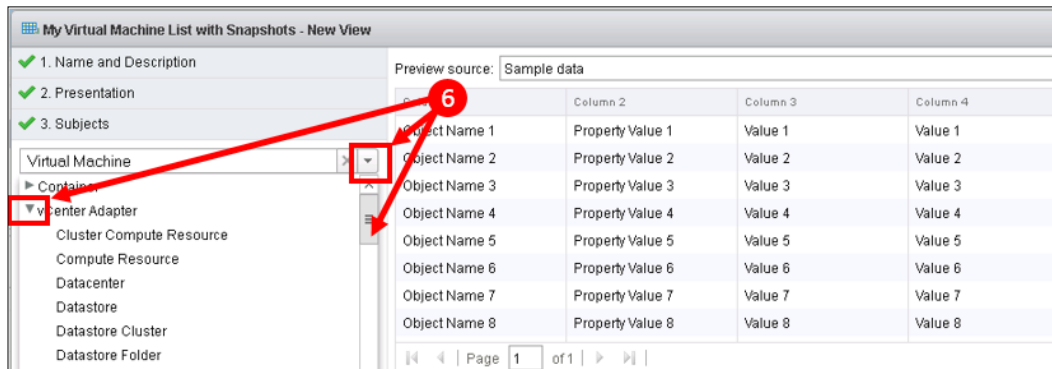 My Virtual Machine List with Snapshots - New View
1. Name and Description
2. Presentation
3. Subjects
Virtual Machine
Container
vCenter Adapter
Cluster Compute Resource
Compute Resource
Datacenter
Datastore
Datastore Cluster
Datastore Folder
Preview source: Sample data
6
Column 2 Column 3 Column 4
Object Name 1 Property Value 1 Value 1 Value 1
Object Name 2 Property Value 2 Value 2 Value 2
Object Name 3 Property Value 3 Value 3 Value 3
Object Name 4 Property Value 4 Value 4 Value 4
Object Name 5 Property Value 5 Value 5 Value 5
Object Name 6 Property Value 6 Value 6 Value 6
Object Name 7 Property Value 7 Value 7 Value 7
Object Name 8 Property Value 8 Value 8 Value 8
Page 1 of 1